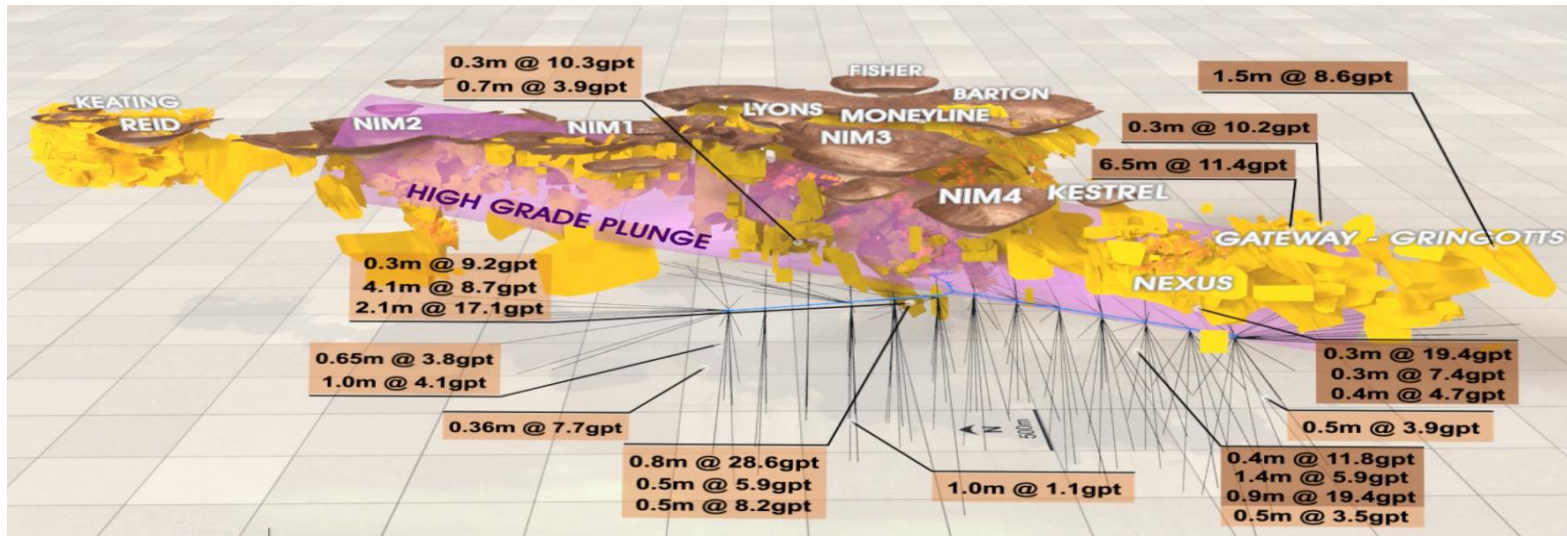 0.3m @ 10.3gpt
0.7m @ 3.9gpt
FISHER
1.5m @ 8.6gpt
KEATING
BARTON
REID
NIM2
NIM1
LYONS
MONEYLINE
NIM3
0.3m @ 10.2gpt
6.5m @ 11.4gpt
HIGH GRADE PLUNGE
NIM4
KESTREL
GATEWAY - GRINGOTTS
NEXUS
0.3m @ 9.2gpt
4.1m @ 8.7gpt
2.1m @ 17.1gpt
0.65m @ 3.8gpt
1.0m @ 4.1gpt
0.3m @ 19.4gpt
0.3m @ 7.4gpt
0.4m @ 4.7gpt
0.36m @ 7.7gpt
N
500m
0.5m @ 3.9gpt
0.8m @ 28.6gpt
0.5m @ 5.9gpt
0.5m @ 8.2gpt
1.0m @ 1.1gpt
0.4m @ 11.8gpt
1.4m @ 5.9gpt
0.9m @ 19.4gpt
0.5m @ 3.5gpt